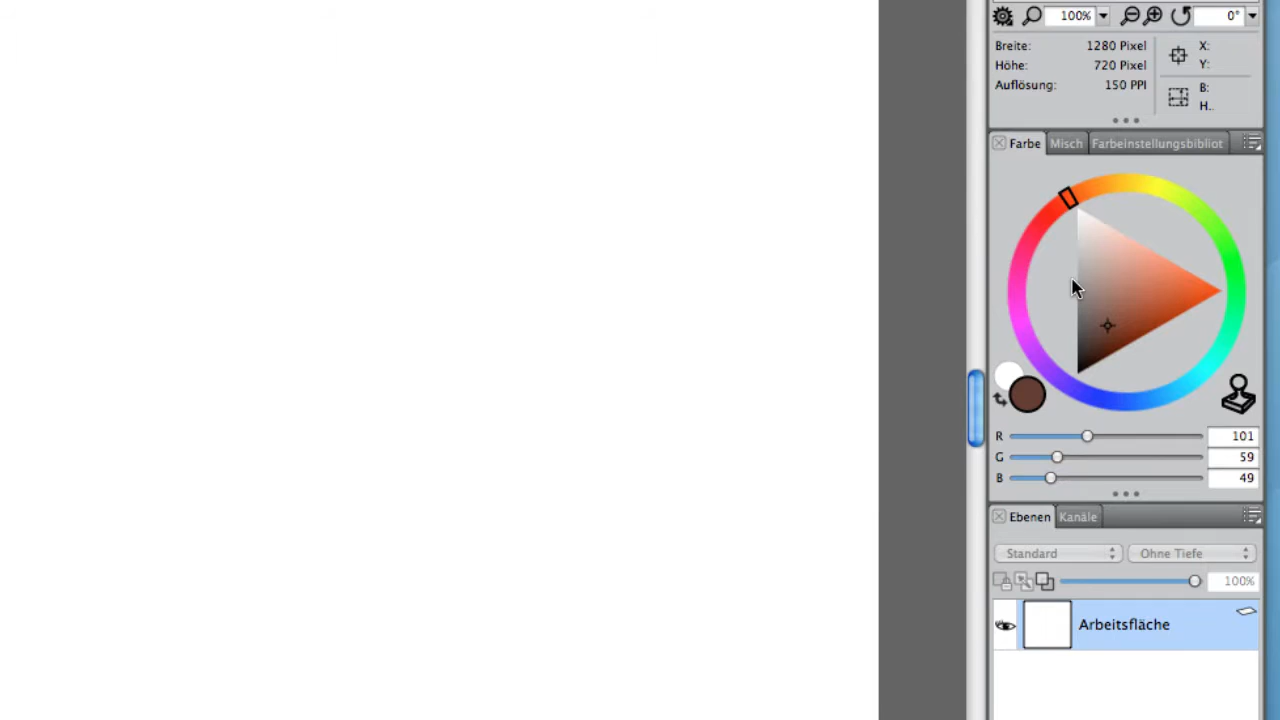 100% 0°
Breite: 1280 Pixel X:
Höhe: 720 Pixel Y:
Auflösung: 150 PPI B:
H..
Farbe Misch Farbeinstellungsbibliot
R 101
G 59
B 49
Ebenen Kanäle
Standard Ohne Tiefe
100%
Arbeitsfläche